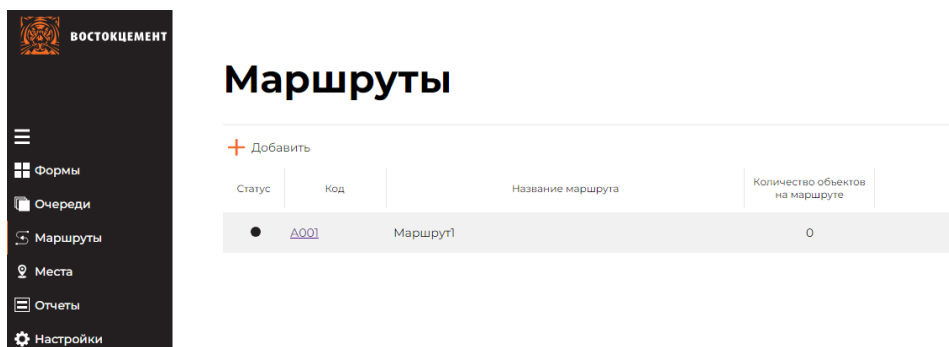 ВОСТОКЦЕМЕНТ
Маршруты
Добавить
Формы
Очереди
Маршруты
Места
Отчеты
Настройки
Статус Код Название маршрута Количество объектов
на маршруте
A001 Маршрут1 0